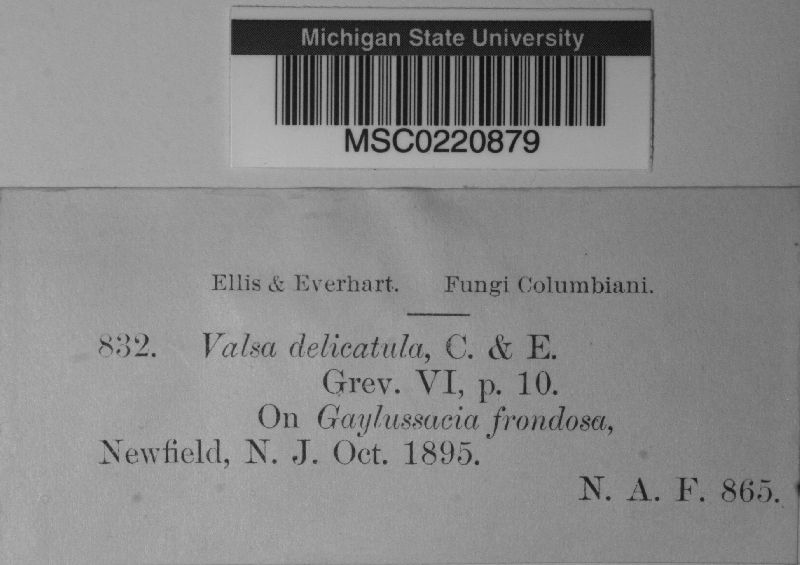 Michigan State University
MSC0220879
Ellis & Everhart. Fungi Columbiani.
832. Valsa delicatula, C. & E.
Grev. VI, p. 10.
On Gaylussacia frondosa,
Newfield, N. J. Oct. 1895.
N. A. F. 865.